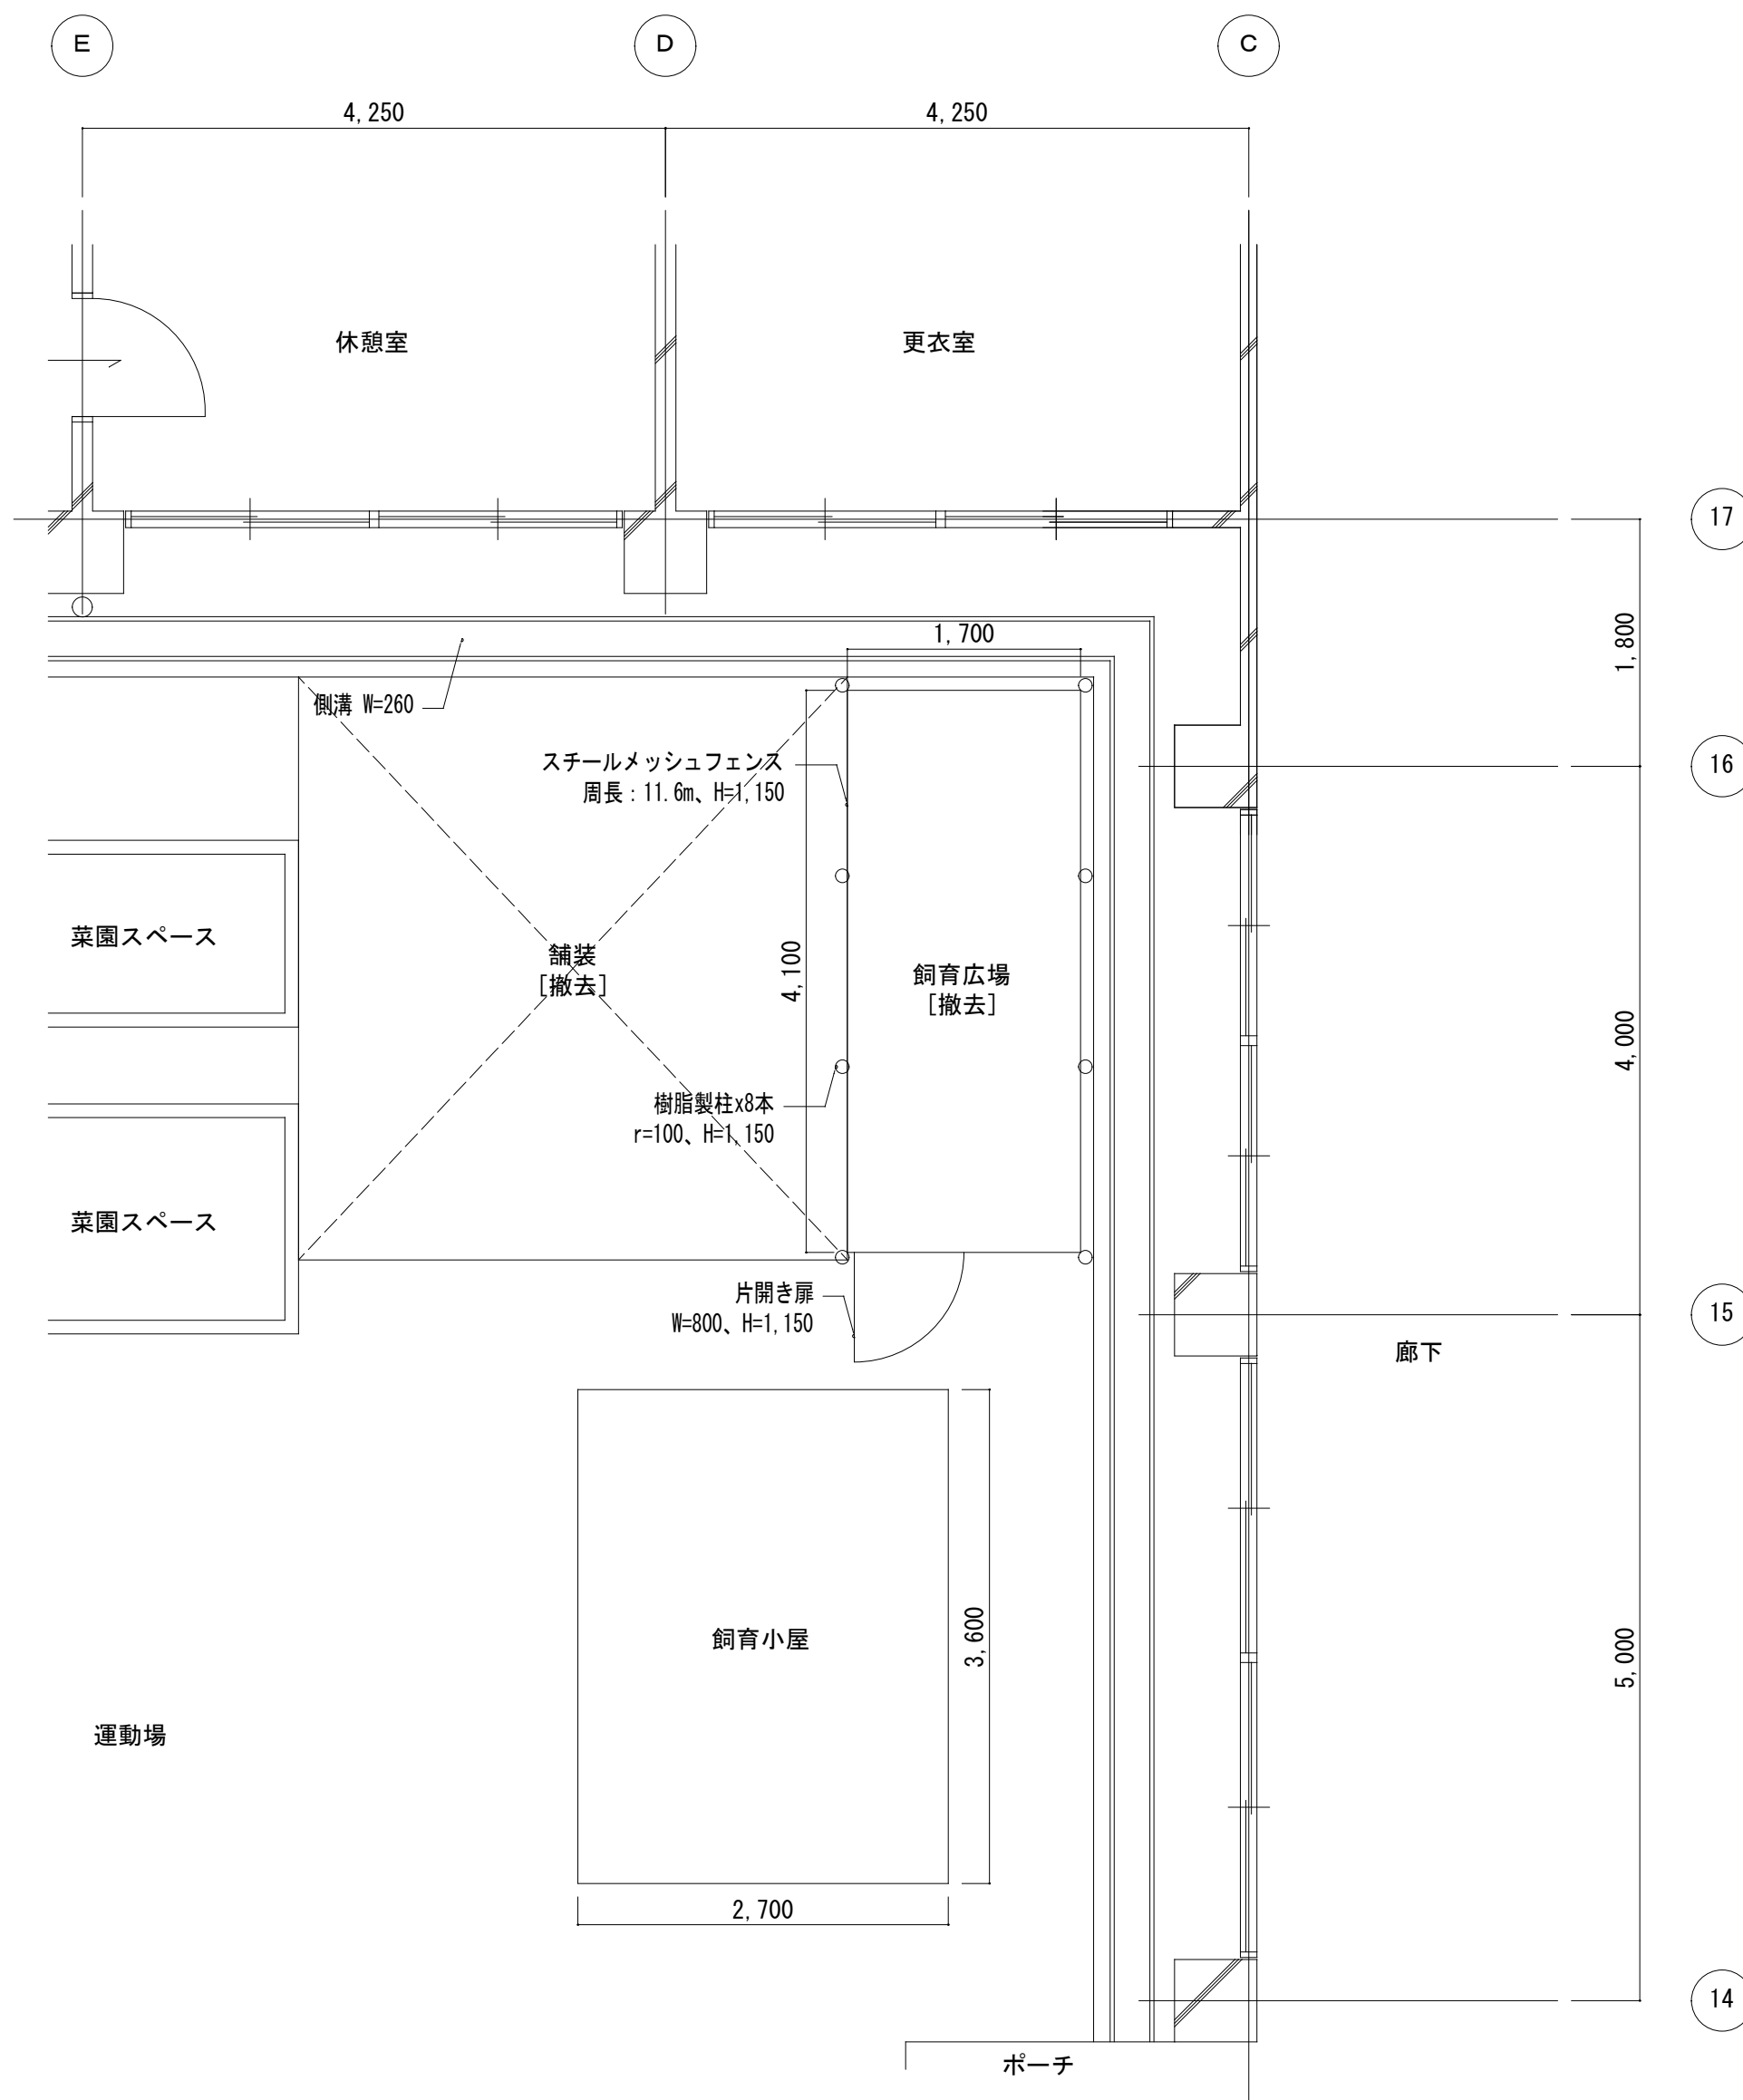 E
D
C
4,250
4,250
休憩室
更衣室
17
1,800
1,700
側溝 W=260
スチールメッシュフェンス
周長：11.6m、H=1,150
16
菜園スペース
舗装
[撤去]
4,100
飼育広場
[撤去]
4,000
樹脂製柱x8本
r=100、H=1,150
菜園スペース
片開き扉
W=800、H=1,150
15
廊下
飼育小屋
3,600
5,000
運動場
2,700
14
ポーチ